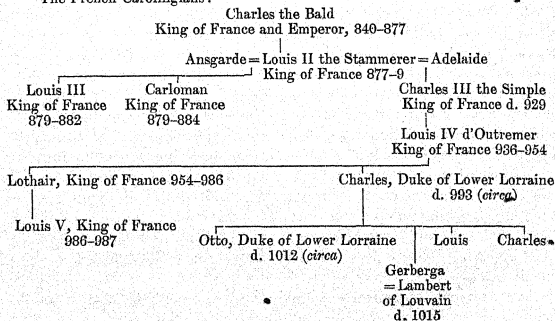 The French Carolingians:
Charles the Bald
King of France and Emperor, 840-877
Ansgarde = Louis II the Stammerer = Adelaide
King of France 877-9
Louis III
King of France
879-882
Carloman
King of France
879-884
Charles III the Simple
King of France d. 929
Louis IV d'Outremer
King of France 936-954
Lothair, King of France 954-986
Charles, Duke of Lower Lorraine
d. 993 (circa)
Louis V, King of France
986-987
Otto, Duke of Lower Lorraine
d. 1012 (circa)
Louis
Charles
Gerberga
= Lambert
of Louvain
d. 1015